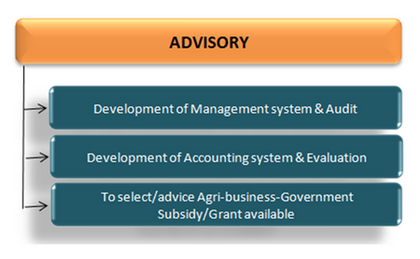 ADVISORY
Development of Management system & Audit
Development of Accounting system & Evaluation
To select/advice Agri-business-Government
Subsidy/Grant available